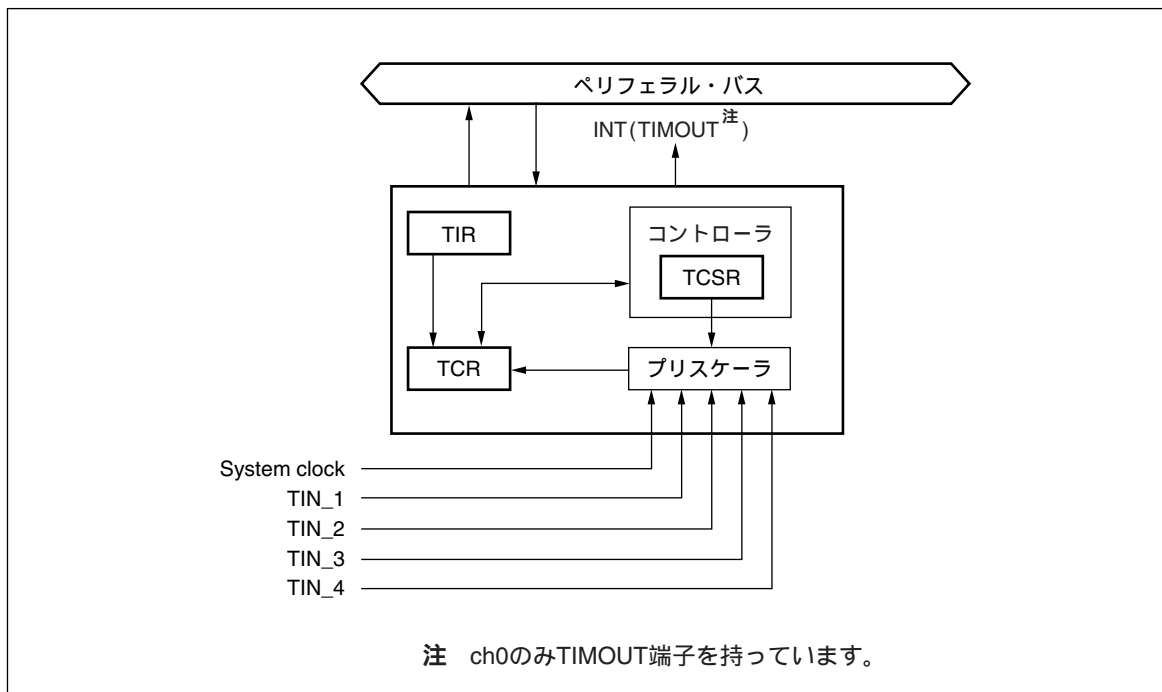 ペリフェラル・バス
INT(TIMOUT注)
TIR
コントローラ
TCSR
TCR
プリスケーラ
System clock
TIN_1
TIN_2
TIN_3
TIN_4
注 ch0のみTIMOUT端子を持っています。